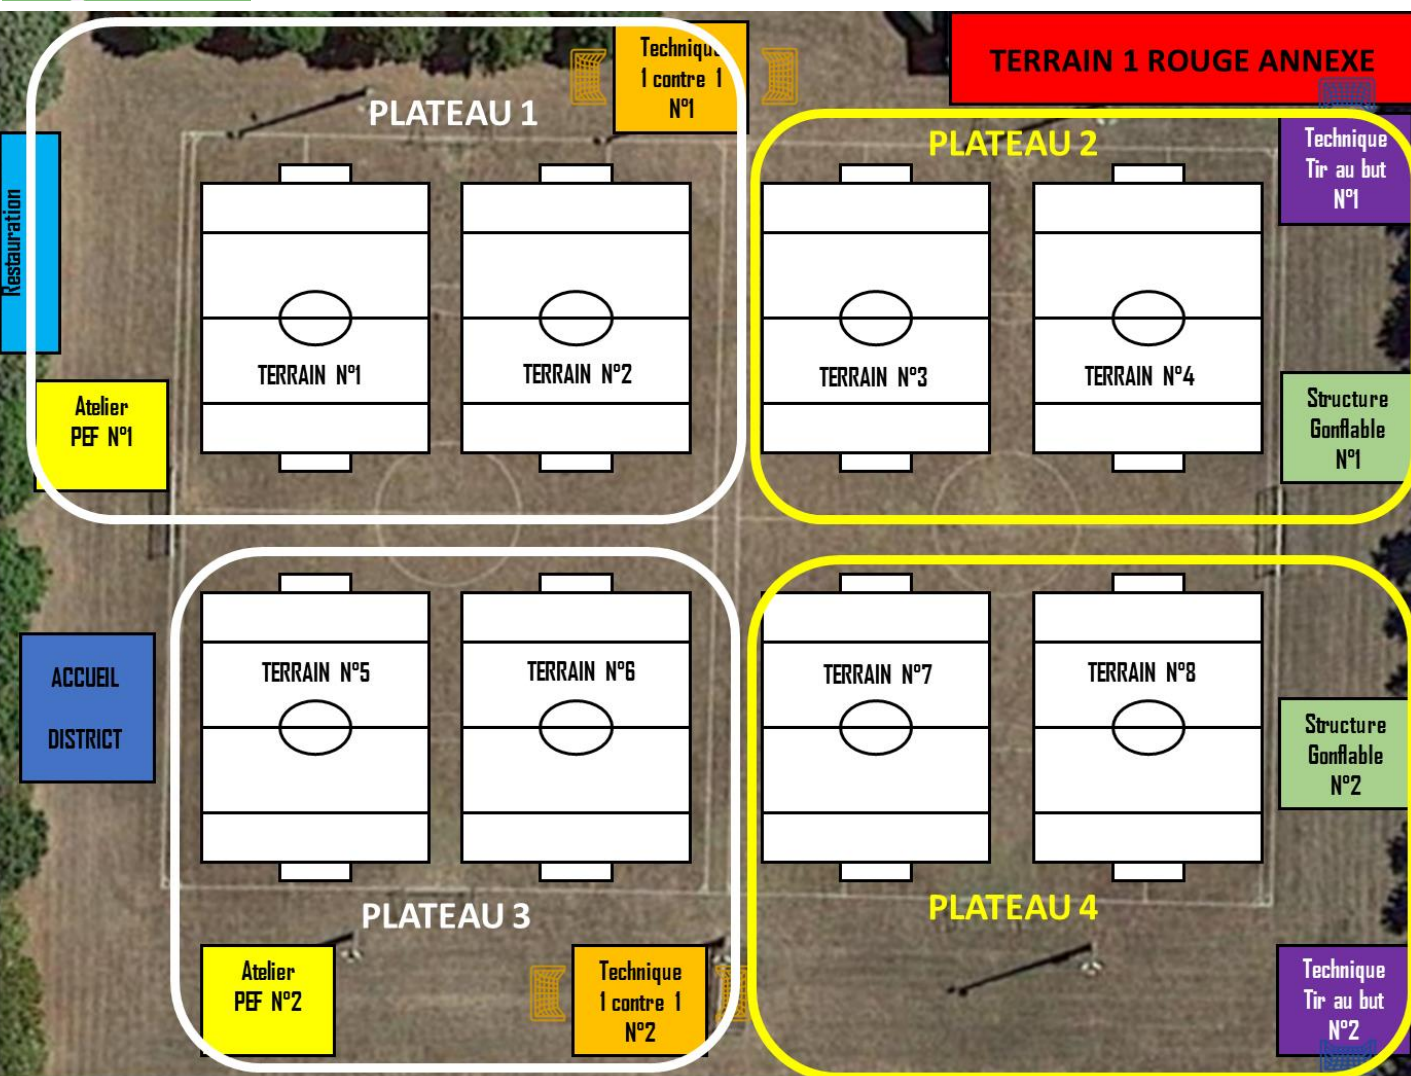 Technique
1 contre 1
N°1
TERRAIN 1 ROUGE ANNEXE
PLATEAU 1
PLATEAU 2
Technique
Tir au but
N°1
Restauration
TERRAIN N°1
TERRAIN N°2
TERRAIN N°3
TERRAIN N°4
Atelier
PEF N°1
Structure
Gonflable
N°1
ACCUEIL
DISTRICT
TERRAIN N°5
TERRAIN N°6
TERRAIN N°7
TERRAIN N°8
Structure
Gonflable
N°2
PLATEAU 3
PLATEAU 4
Atelier
PEF N°2
Technique
1 contre 1
N°2
Technique
Tir au but
N°2